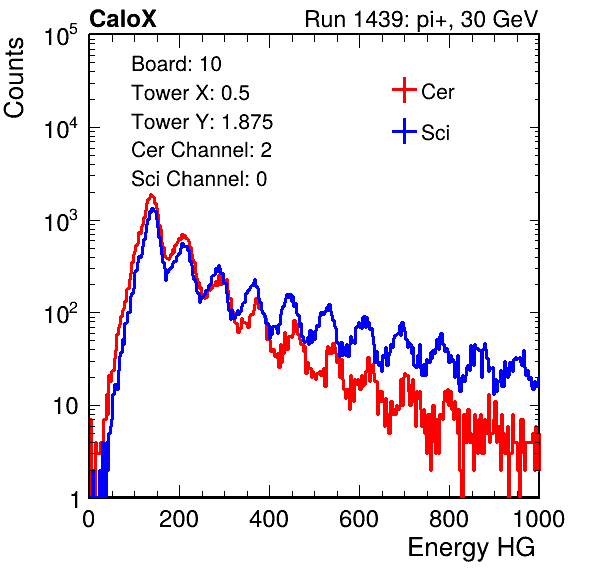 CaloX Run 1439: pi+, 30 GeV
Counts
Board: 10
Tower X: 0.5
Tower Y: 1.875
Cer Channel: 2
Sci Channel: 0
Cer
Sci
10^5
10^4
10^3
10^2
10
1
0 200 400 600 800 1000
Energy HG